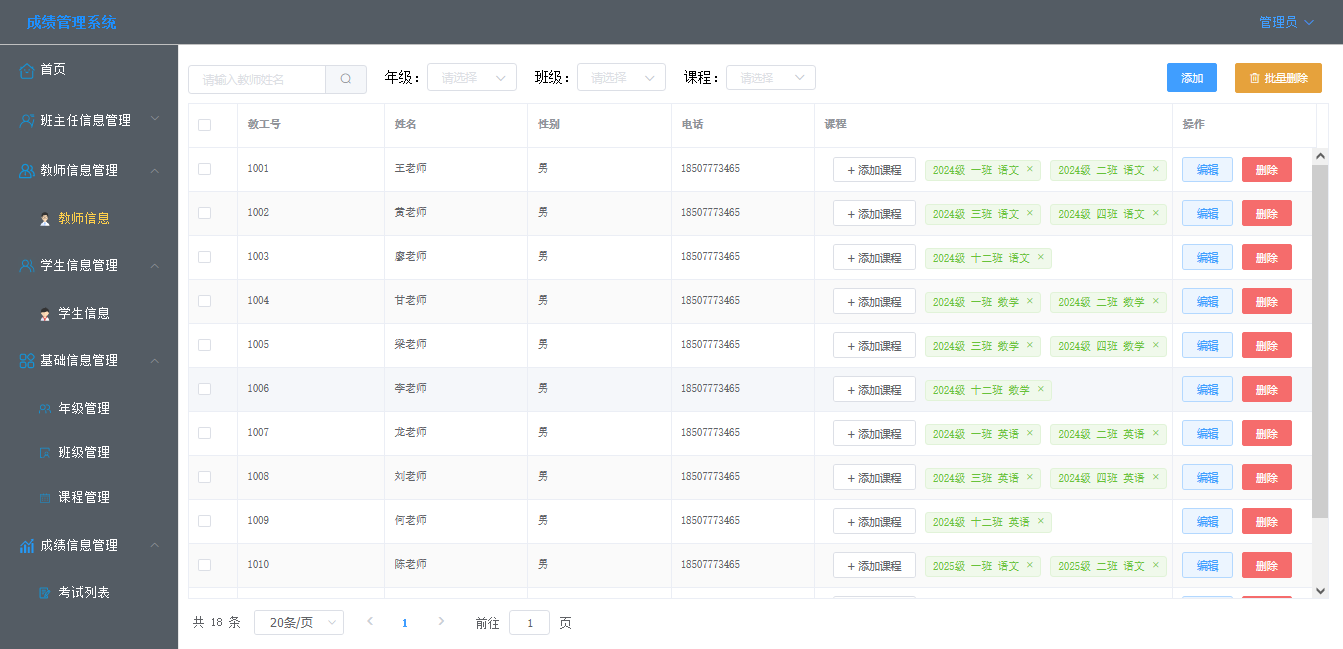 成绩管理系统
管理员
首页
班主任信息管理
教师信息管理
教师信息
学生信息管理
学生信息
基础信息管理
年级管理
班级管理
课程管理
成绩信息管理
考试列表
请输入教师姓名 年级： 请选择 班级： 请选择 课程： 请选择 添加 批量删除
教工号 姓名 性别 电话 课程 操作
1001 王老师 男 18507773465 + 添加课程 2024级 一班 语文 × 2024级 二班 语文 × 编辑 删除
1002 黄老师 男 18507773465 + 添加课程 2024级 三班 语文 × 2024级 四班 语文 × 编辑 删除
1003 廖老师 男 18507773465 + 添加课程 2024级 十二班 语文 × 编辑 删除
1004 甘老师 男 18507773465 + 添加课程 2024级 一班 数学 × 2024级 二班 数学 × 编辑 删除
1005 梁老师 男 18507773465 + 添加课程 2024级 三班 数学 × 2024级 四班 数学 × 编辑 删除
1006 李老师 男 18507773465 + 添加课程 2024级 十二班 数学 × 编辑 删除
1007 龙老师 男 18507773465 + 添加课程 2024级 一班 英语 × 2024级 二班 英语 × 编辑 删除
1008 刘老师 男 18507773465 + 添加课程 2024级 三班 英语 × 2024级 四班 英语 × 编辑 删除
1009 何老师 男 18507773465 + 添加课程 2024级 十二班 英语 × 编辑 删除
1010 陈老师 男 18507773465 + 添加课程 2025级 一班 语文 × 2025级 二班 语文 × 编辑 删除
共 18 条 20条/页 1 前往 1 页